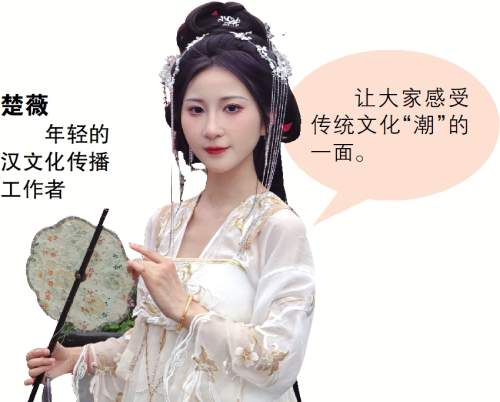 楚薇
年轻的
汉文化传播
工作者
让大家感受
传统文化“潮”的
一面。